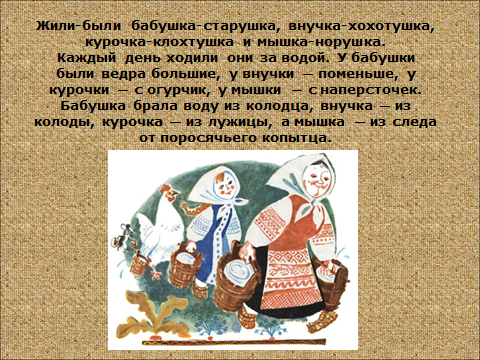 Жили-были бабушка-старушка, внучка-хохотушка,
курочка-клохтушка и мышка-норушка.
Каждый день ходили они за водой. У бабушки
были ведра большие, у внучки — поменьше, у
курочки — с огурчик, у мышки — с наперсточек.
Бабушка брала воду из колодца, внучка — из
колоды, курочка — из лужицы, а мышка — из следа
от поросячьего копытца.